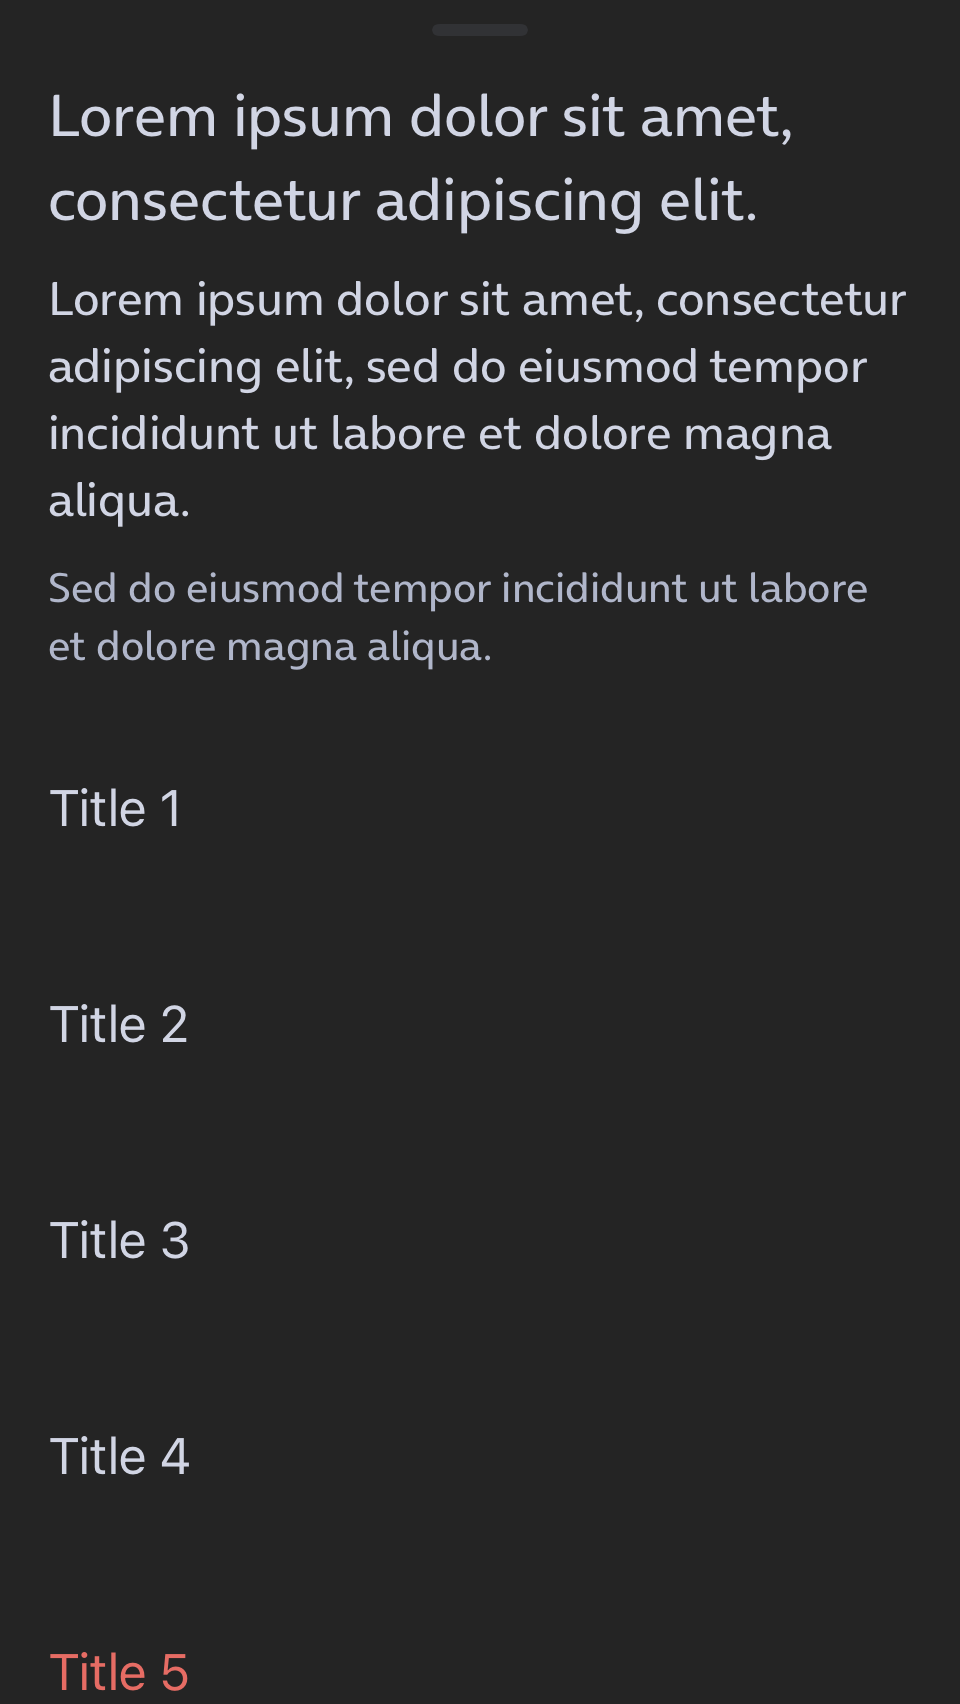 Lorem ipsum dolor sit amet,
consectetur adipiscing elit.
Lorem ipsum dolor sit amet, consectetur
adipiscing elit, sed do eiusmod tempor
incididunt ut labore et dolore magna
aliqua.
Sed do eiusmod tempor incididunt ut labore
et dolore magna aliqua.
Title 1
Title 2
Title 3
Title 4
Title 5